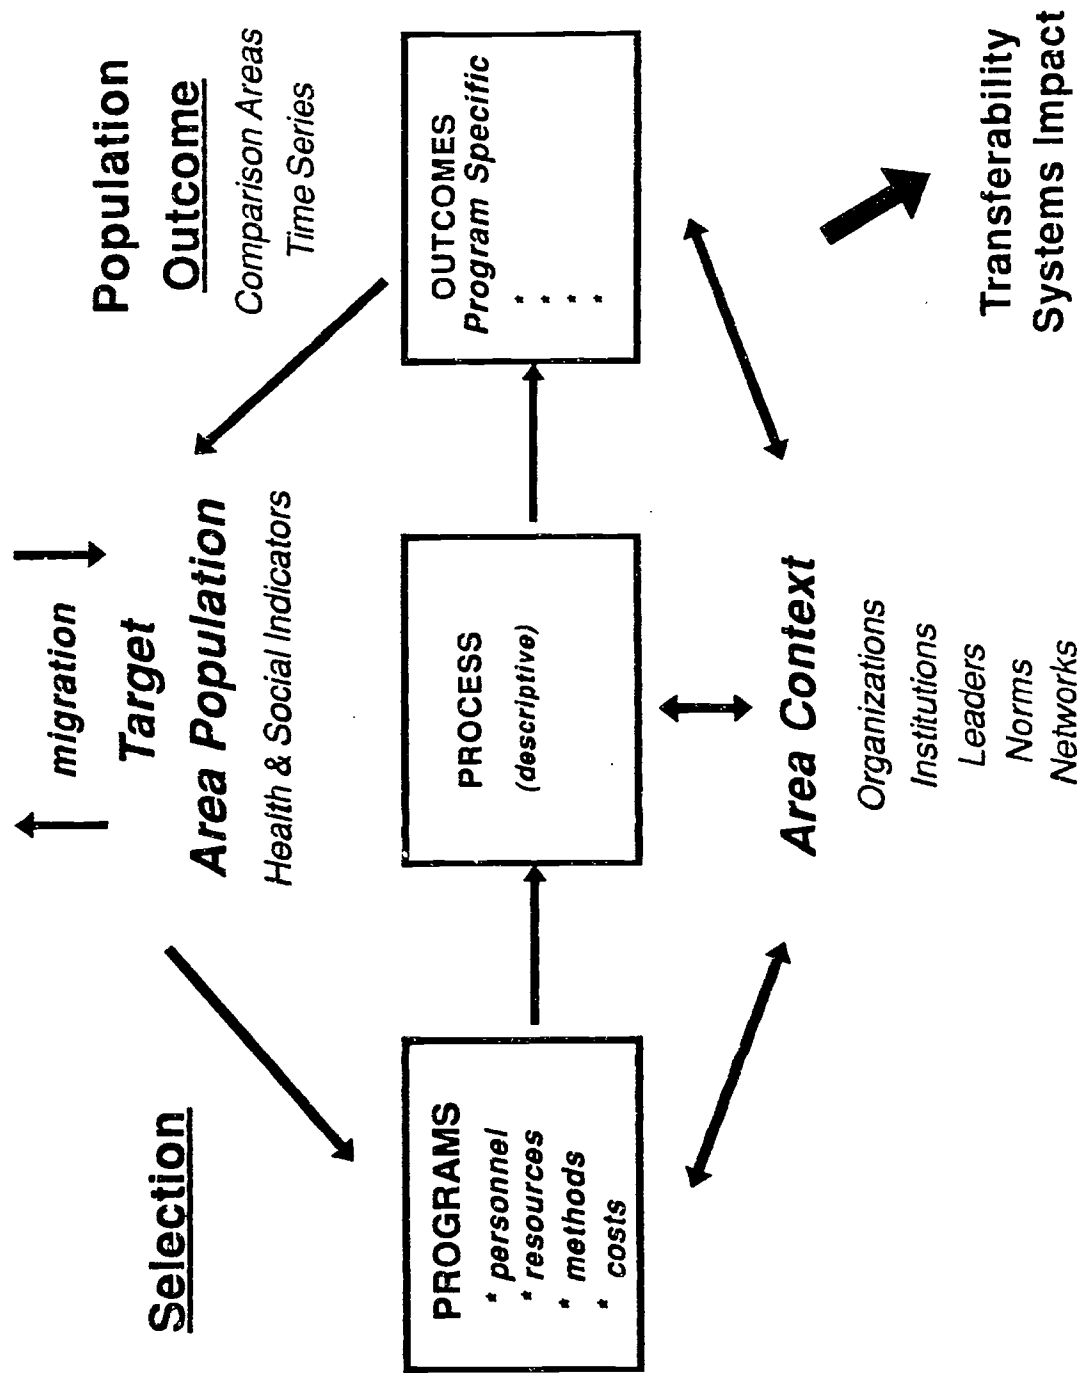 migration
Target
Area Population
Health & Social Indicators
Selection
Population
Outcome
Comparison Areas
Time Series
PROGRAMS
* personnel
* resources
* methods
* costs
PROCESS
(descriptive)
OUTCOMES
Program Specific
*
*
*
*
Area Context
Organizations
Institutions
Leaders
Norms
Networks
Transferability
Systems Impact